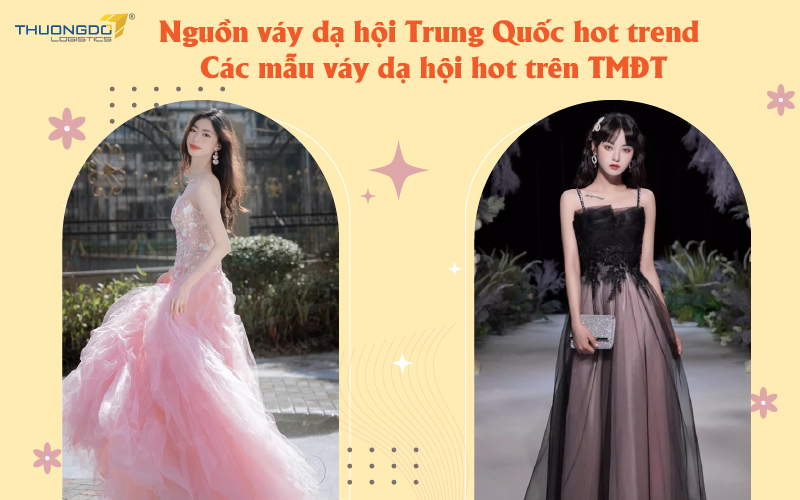 THUONGDO®
LOGISTICS
Nguồn váy dạ hội Trung Quốc hot trend
Các mẫu váy dạ hội hot trên TMĐT